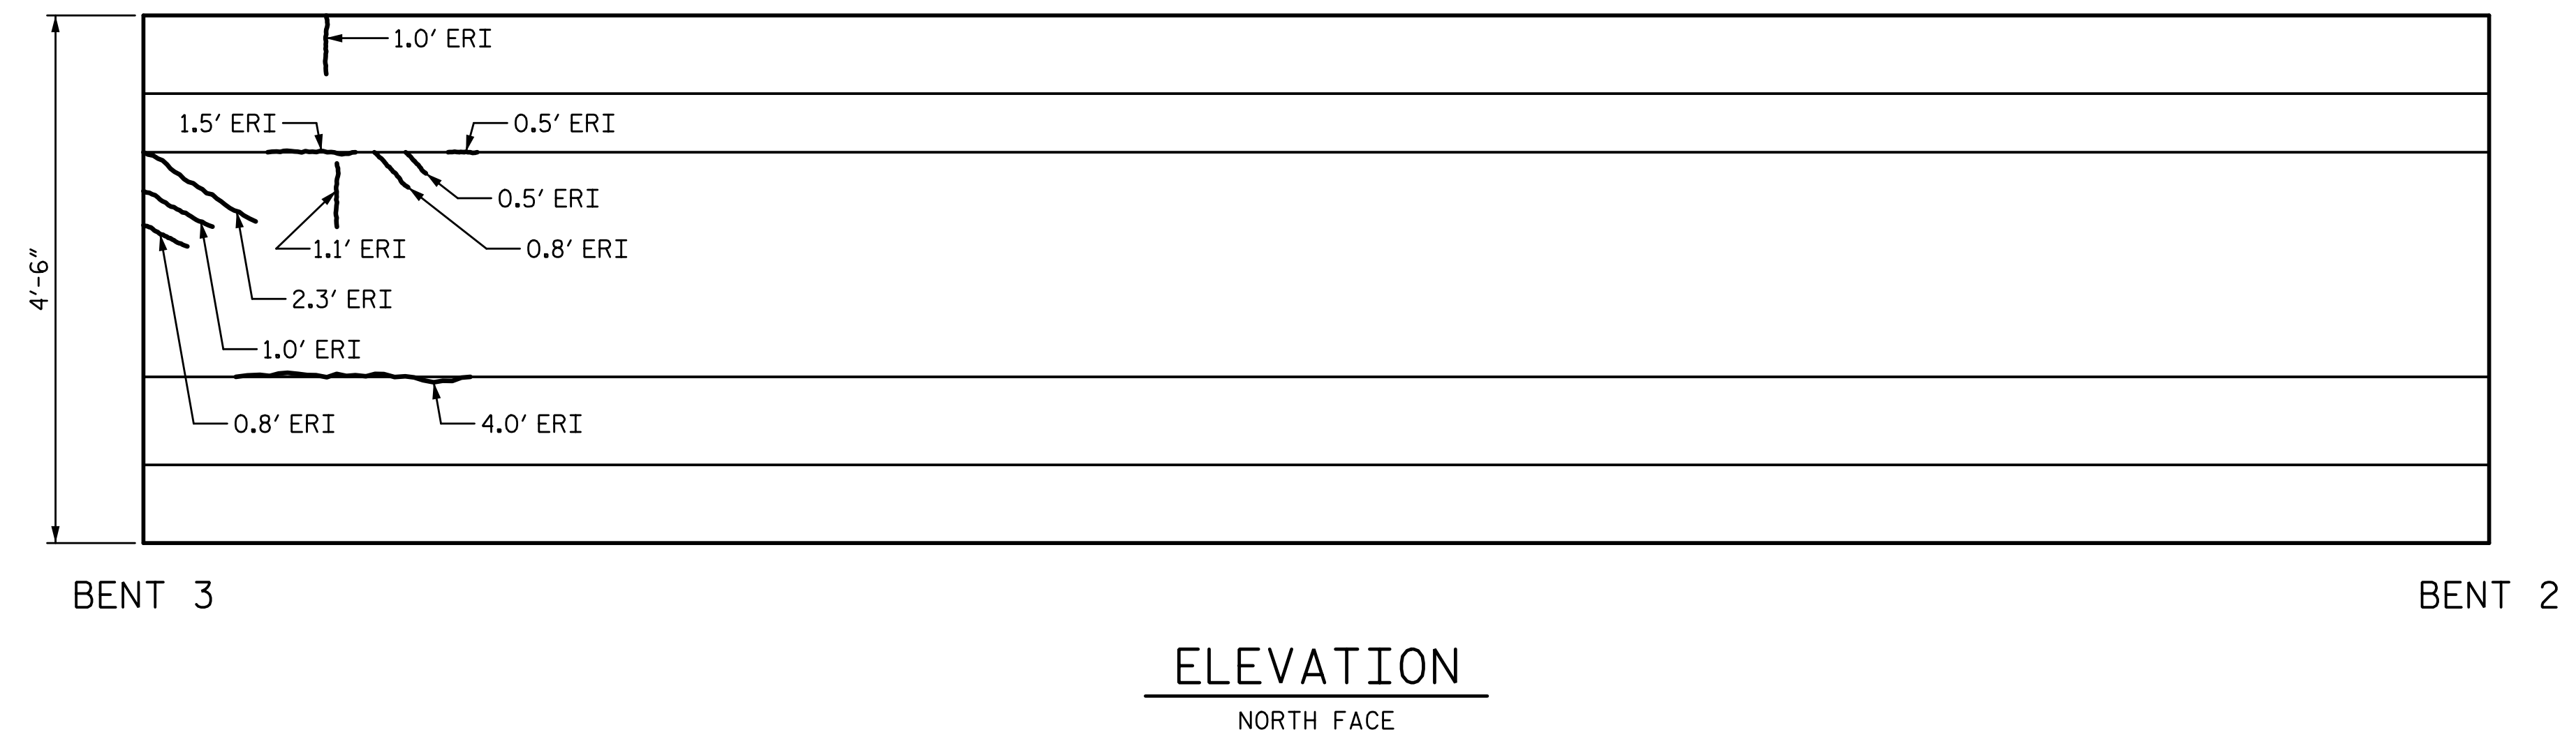 1.0' ERI
1.5' ERI
0.5' ERI
0.5' ERI
1.1' ERI
0.8' ERI
4'-6"
2.3' ERI
1.0' ERI
0.8' ERI
4.0' ERI
BENT 3
BENT 2
ELEVATION
NORTH FACE